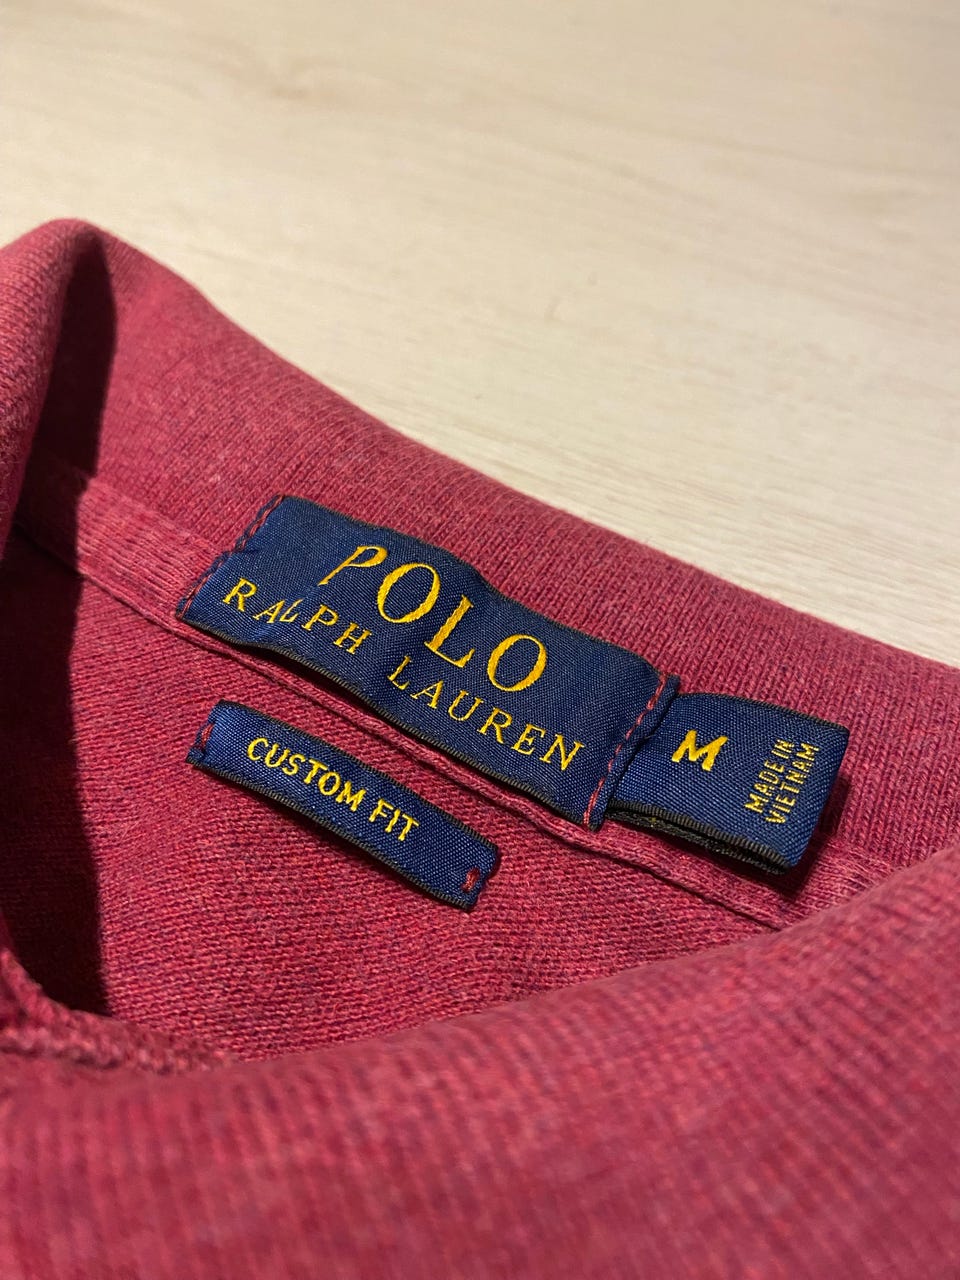 POLO
RALPH LAUREN
M
MADE IN
VIETNAM
CUSTOM FIT